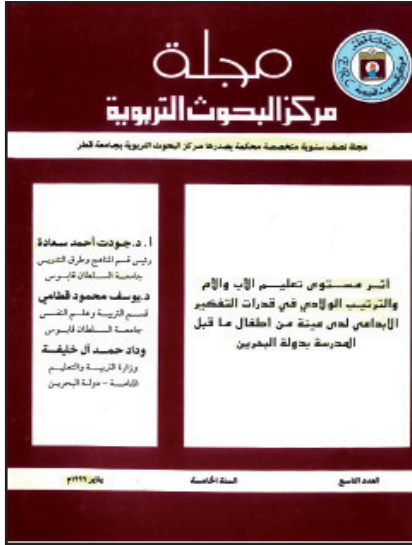 مجلة
مركز البحوث التربوية
مجلة نصف سنوية متخصصة محكمة يصدرها مركز البحوث التربوية بجامعة قطر
أثر مستوى تعليم الأب والأم
والترتيب الولادي في قدرات التفكير
الابداعي لدى عينة من أطفال ما قبل
المدرسة بدولة البحرين
أ.د.جودت أحمد سعادة
رئيس قسم المناهج وطرق التدريس
جامعة السلطان قابوس
د.يوسف محمود قطامي
قسم التربية وعلم النفس
جامعة السلطان قابوس
وداد حمد آل خليفة
وزارة التربية والتعليم
المنامة - دولة البحرين
العدد التاسع
السنة الخامسة
يناير ١٩٩٦م